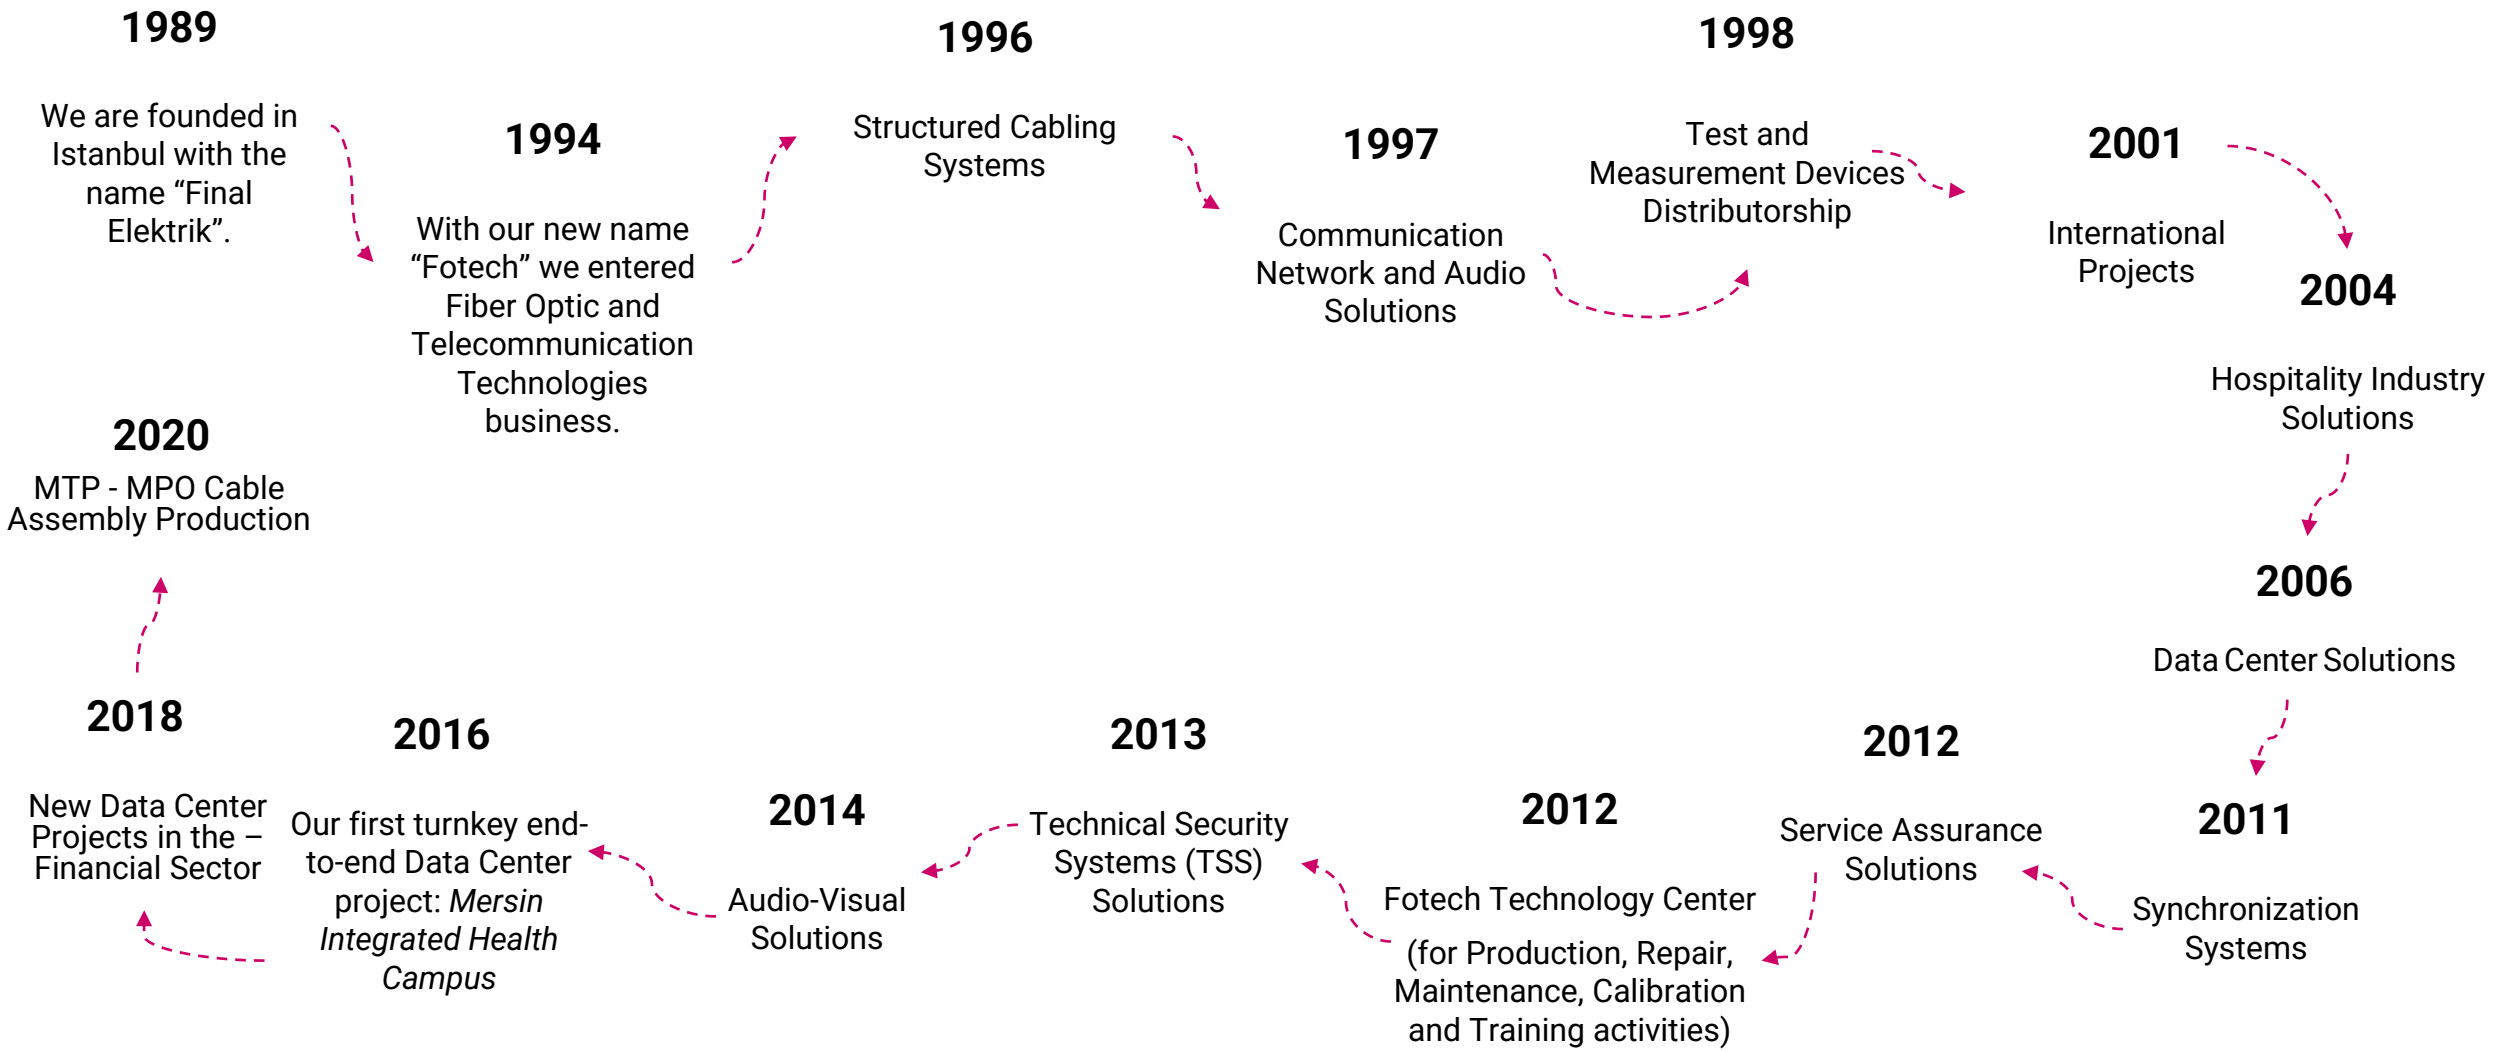 1989
We are founded in
Istanbul with the
name “Final
Elektrik”.
1994
With our new name
“Fotech” we entered
Fiber Optic and
Telecommunication
Technologies
business.
1996
Structured Cabling
Systems
1997
Communication
Network and Audio
Solutions
1998
Test and
Measurement Devices
Distributorship
2001
International
Projects
2004
Hospitality Industry
Solutions
2006
Data Center Solutions
2011
Synchronization
Systems
2012
Service Assurance
Solutions
2012
Fotech Technology Center
(for Production, Repair,
Maintenance, Calibration
and Training activities)
2013
Technical Security
Systems (TSS)
Solutions
2014
Audio-Visual
Solutions
2016
Our first turnkey end-
to-end Data Center
project: Mersin
Integrated Health
Campus
2018
New Data Center
Projects in the –
Financial Sector
2020
MTP - MPO Cable
Assembly Production